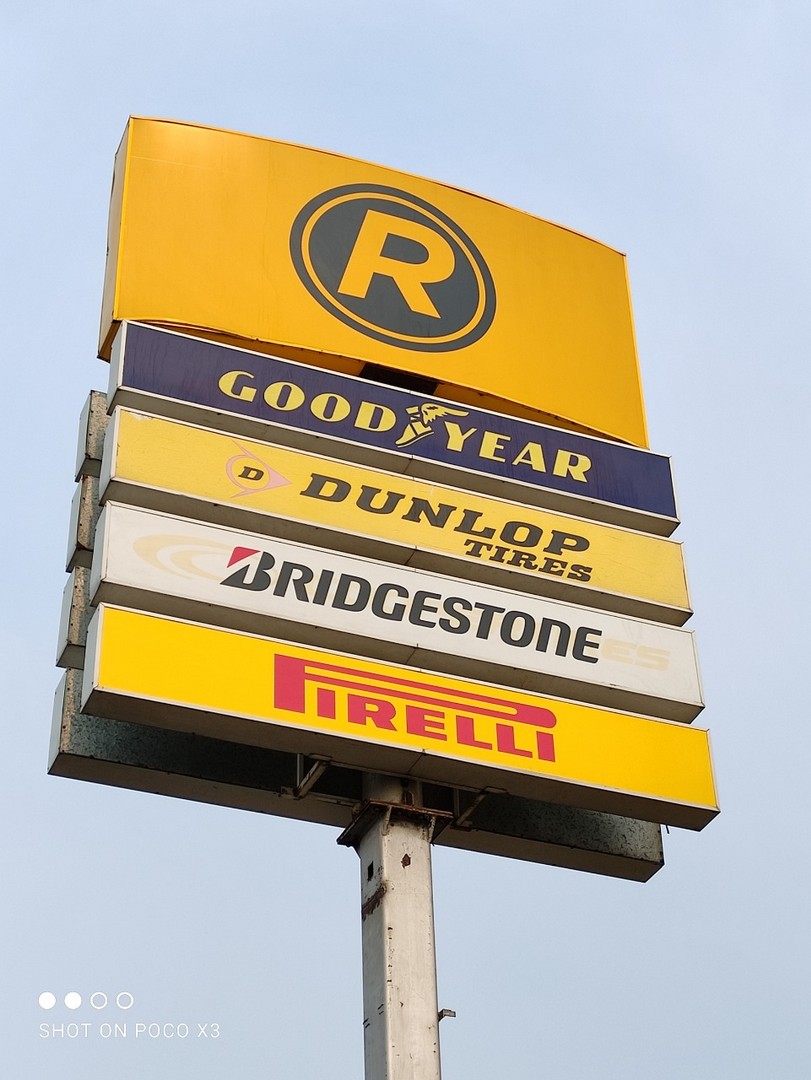 R
GOODYEAR
D DUNLOP
TIRES
BRIDGESTONE
PIRELLI
SHOT ON POCO X3